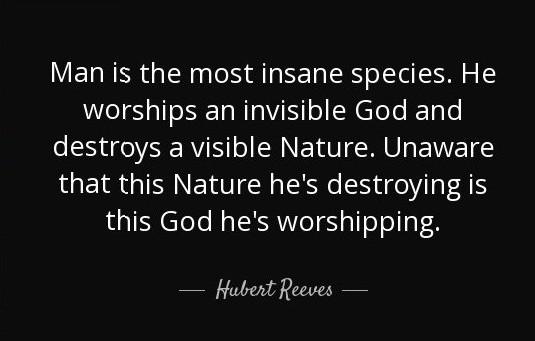 Man is the most insane species. He
worships an invisible God and
destroys a visible Nature. Unaware
that this Nature he's destroying is
this God he's worshipping.
Hubert Reeves